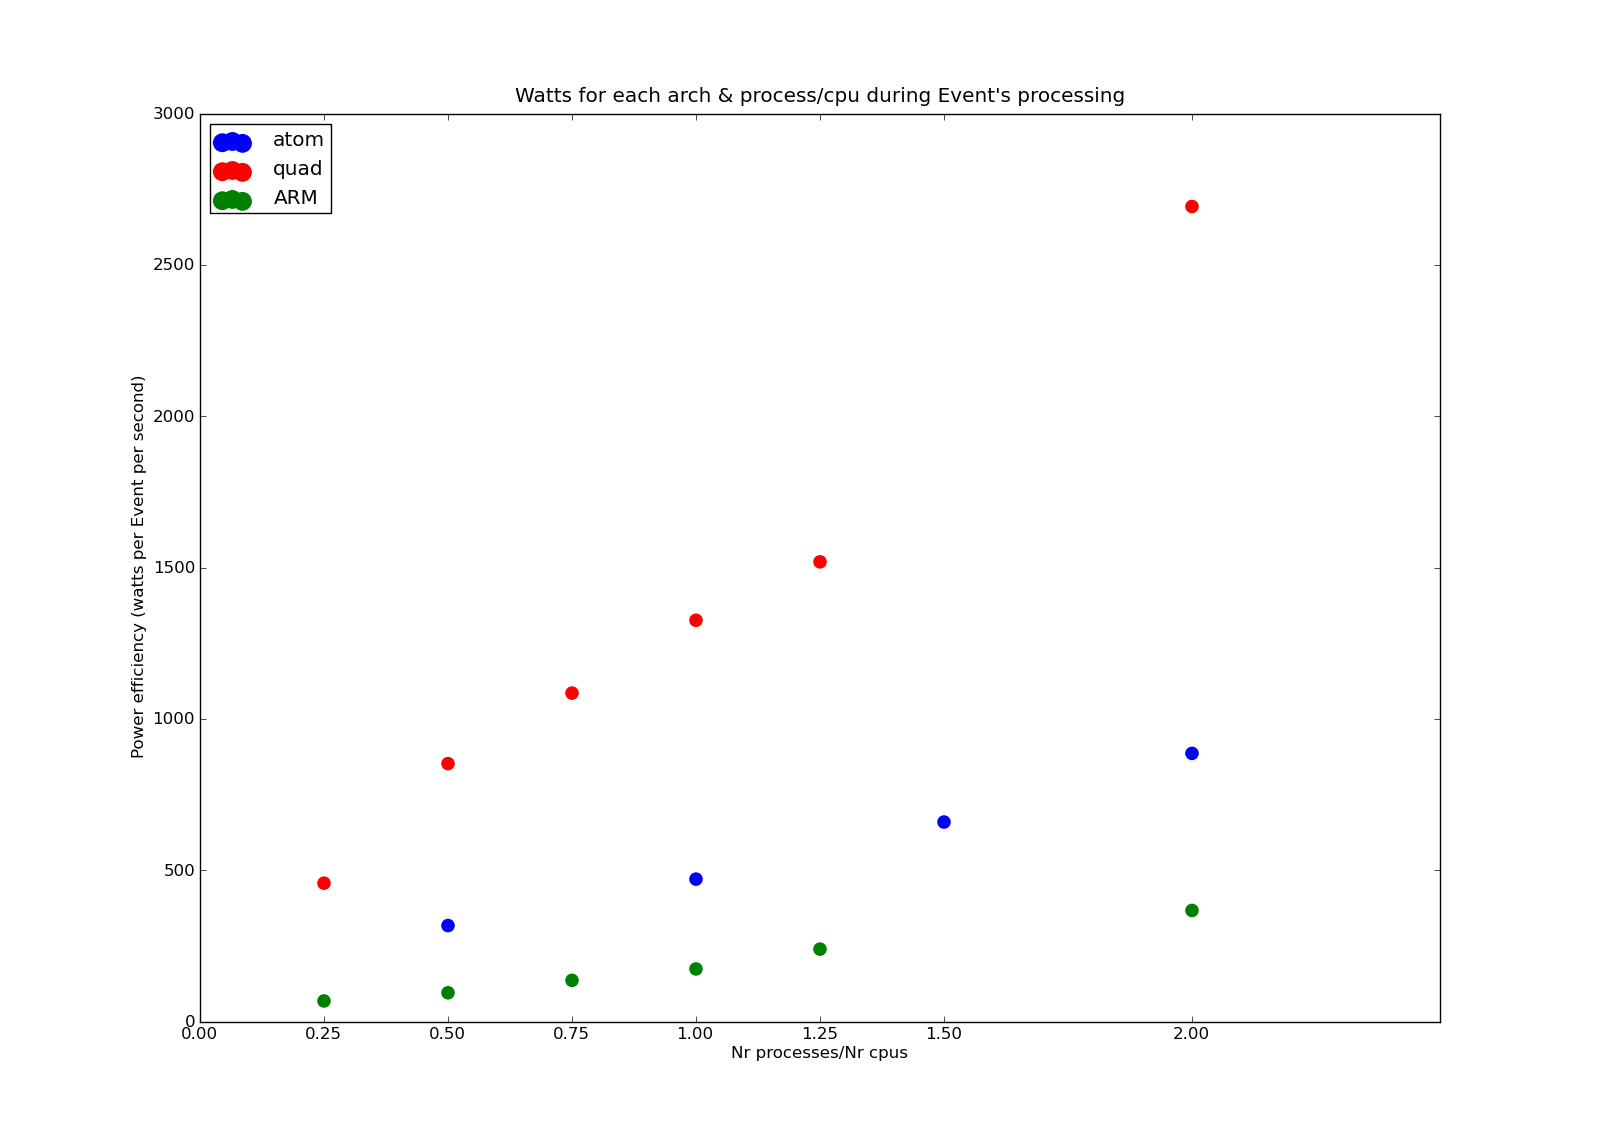 Watts for each arch & process/cpu during Event's processing
atom
quad
ARM
3000
2500
2000
1500
1000
500
0
Power efficiency (watts per Event per second)
0.00 0.25 0.50 0.75 1.00 1.25 1.50 2.00
Nr processes/Nr cpus